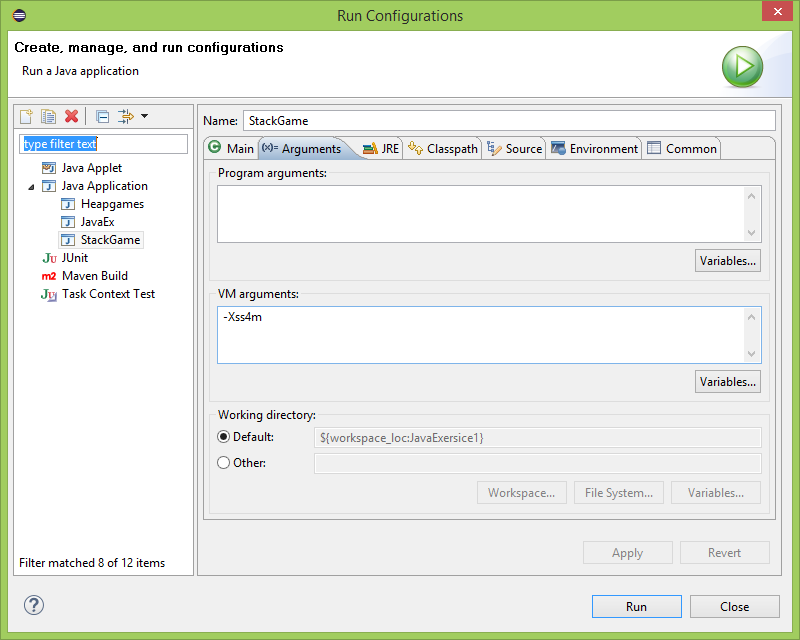 Run Configurations
Create, manage, and run configurations
Run a Java application
type filter text
Java Applet
Java Application
Heapgames
JavaEx
StackGame
Ju JUnit
m2 Maven Build
Ju Task Context Test
Filter matched 8 of 12 items
Name: StackGame
Main (x)= Arguments JRE Classpath Source Environment Common
Program arguments:
Variables...
VM arguments:
-Xss4m
Variables...
Working directory:
Default: ${workspace_loc:JavaExersice1}
Other:
Workspace... File System... Variables...
Apply Revert
? Run Close